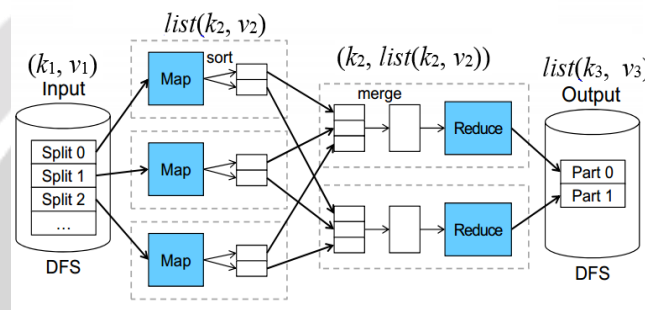 list(k2, v2)
(k1, v1)
Input
Split 0
Split 1
Split 2
...
DFS
Map
sort
Map
Map
(k2, list(k2, v2))
merge
Reduce
Reduce
list(k3, v3)
Output
Part 0
Part 1
DFS